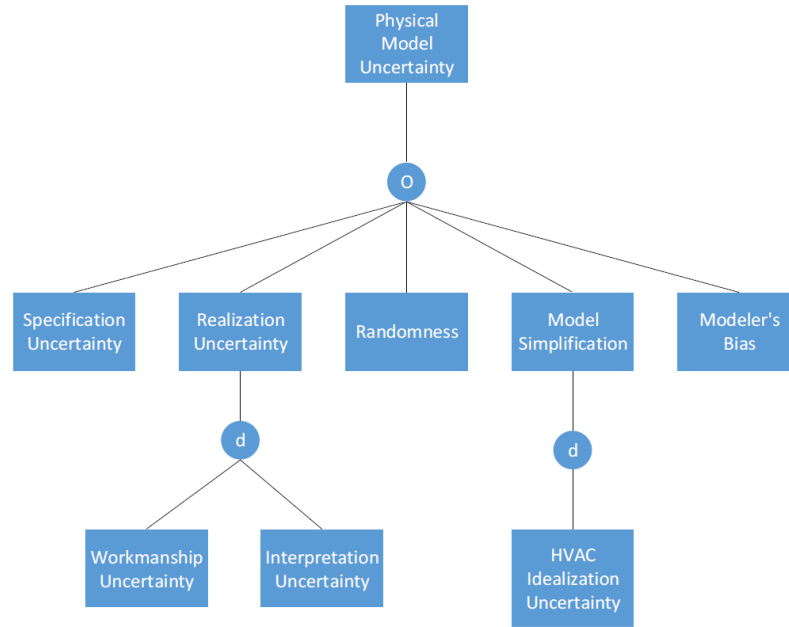 Physical
Model
Uncertainty
O
Specification
Uncertainty
Realization
Uncertainty
Randomness
Model
Simplification
Modeler's
Bias
d
d
Workmanship
Uncertainty
Interpretation
Uncertainty
HVAC
Idealization
Uncertainty